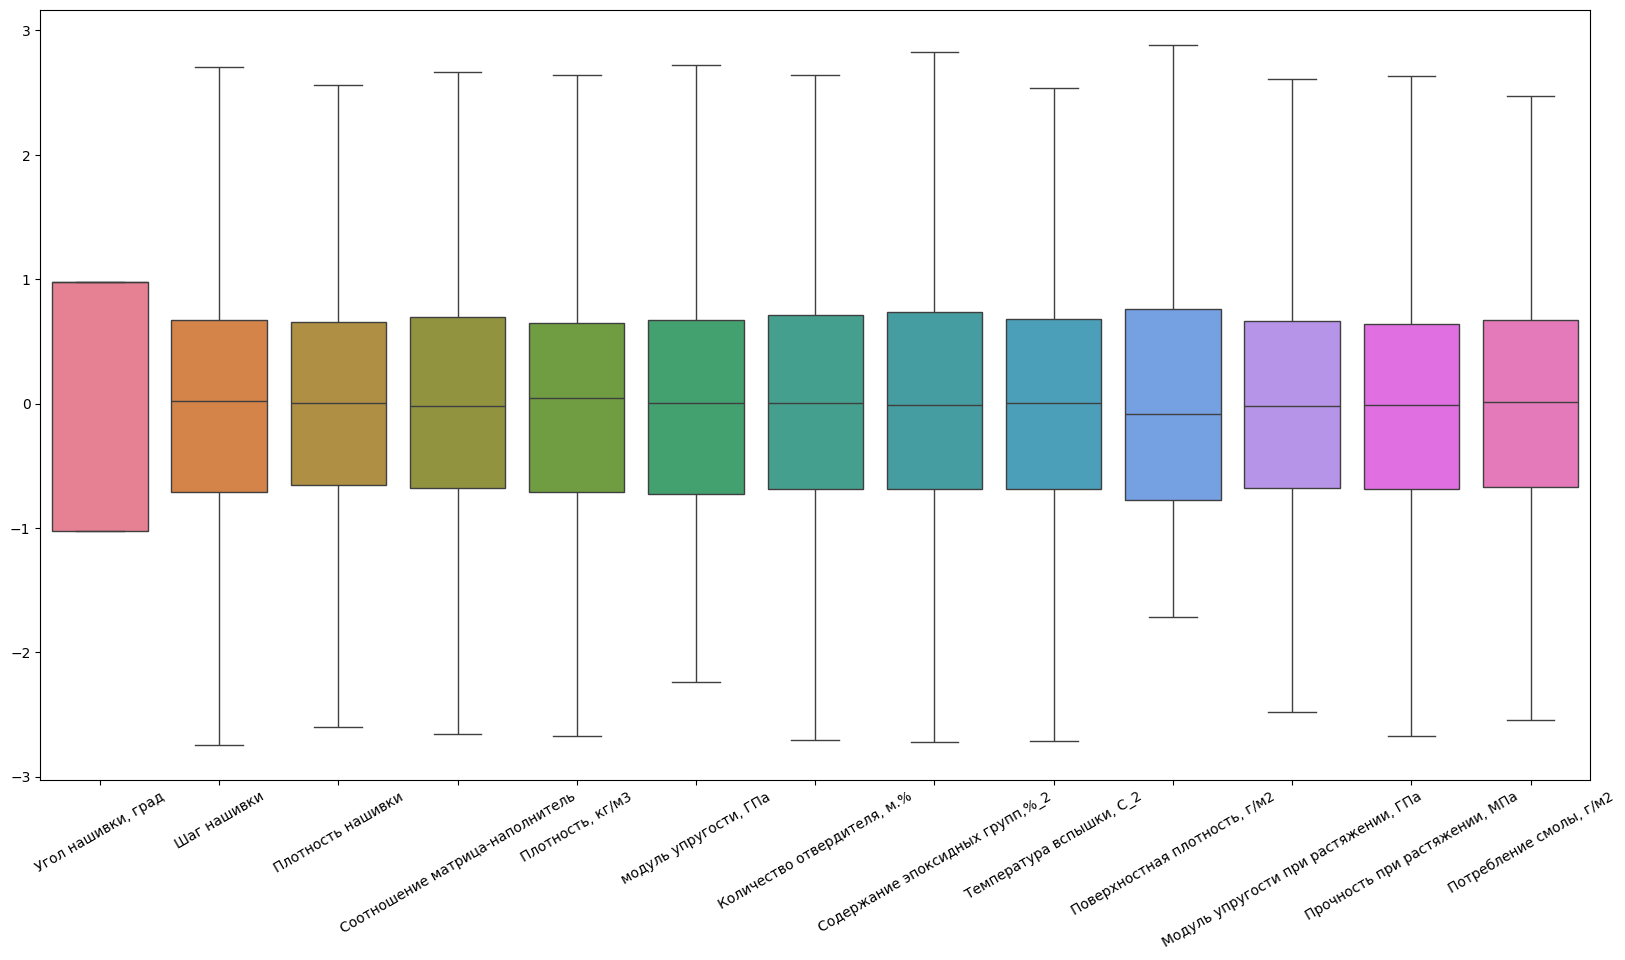 3
2
1
0
−1
−2
−3
Угол нашивки, град
Шаг нашивки
Плотность нашивки
Соотношение матрица-наполнитель
Плотность, кг/м3
модуль упругости, ГПа
Количество отвердителя, м.%
Содержание эпоксидных групп,%_2
Температура вспышки, С_2
Поверхностная плотность, г/м2
Модуль упругости при растяжении, ГПа
Прочность при растяжении, МПа
Потребление смолы, г/м2